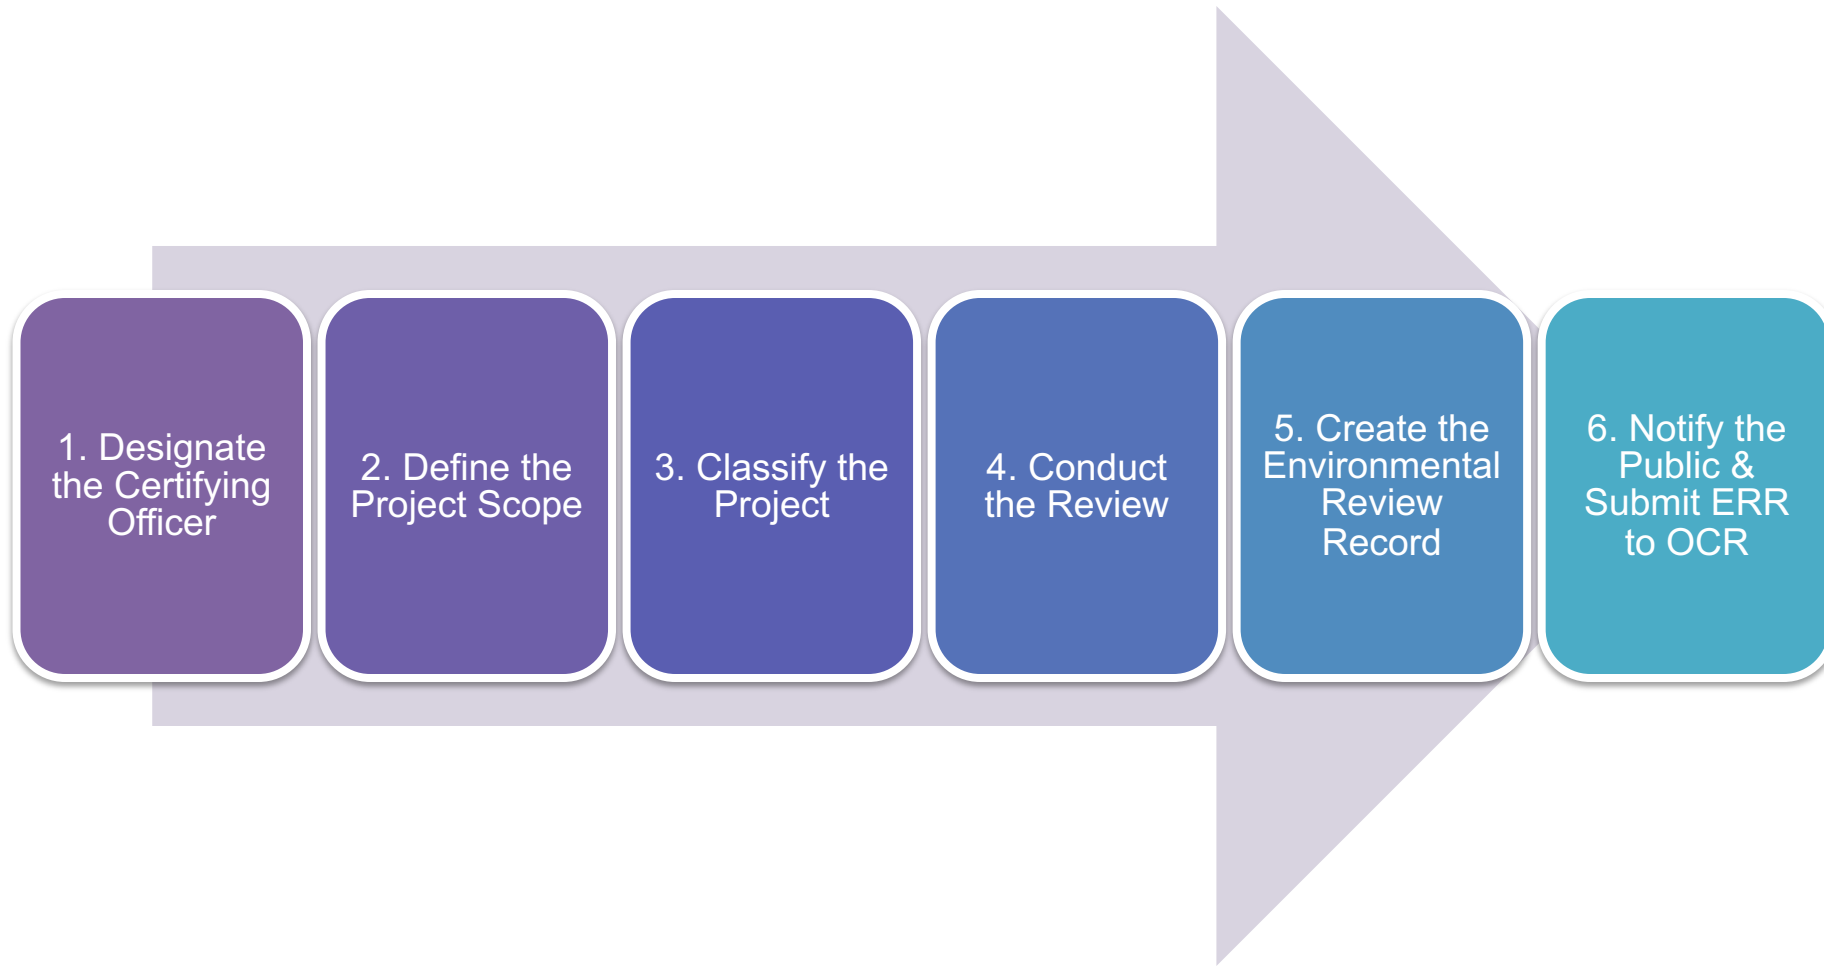 1. Designate
the Certifying
Officer
2. Define the
Project Scope
3. Classify the
Project
4. Conduct
the Review
5. Create the
Environmental
Review
Record
6. Notify the
Public &
Submit ERR
to OCR